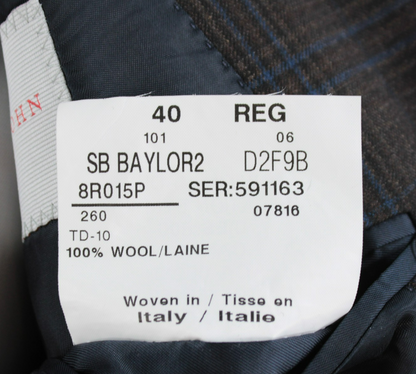 HN
40 REG
101 06
SB BAYLOR2 D2F9B
8R015P SER:591163
260 07816
TD-10
100% WOOL/LAINE
Woven in / Tisse en
Italy / Italie